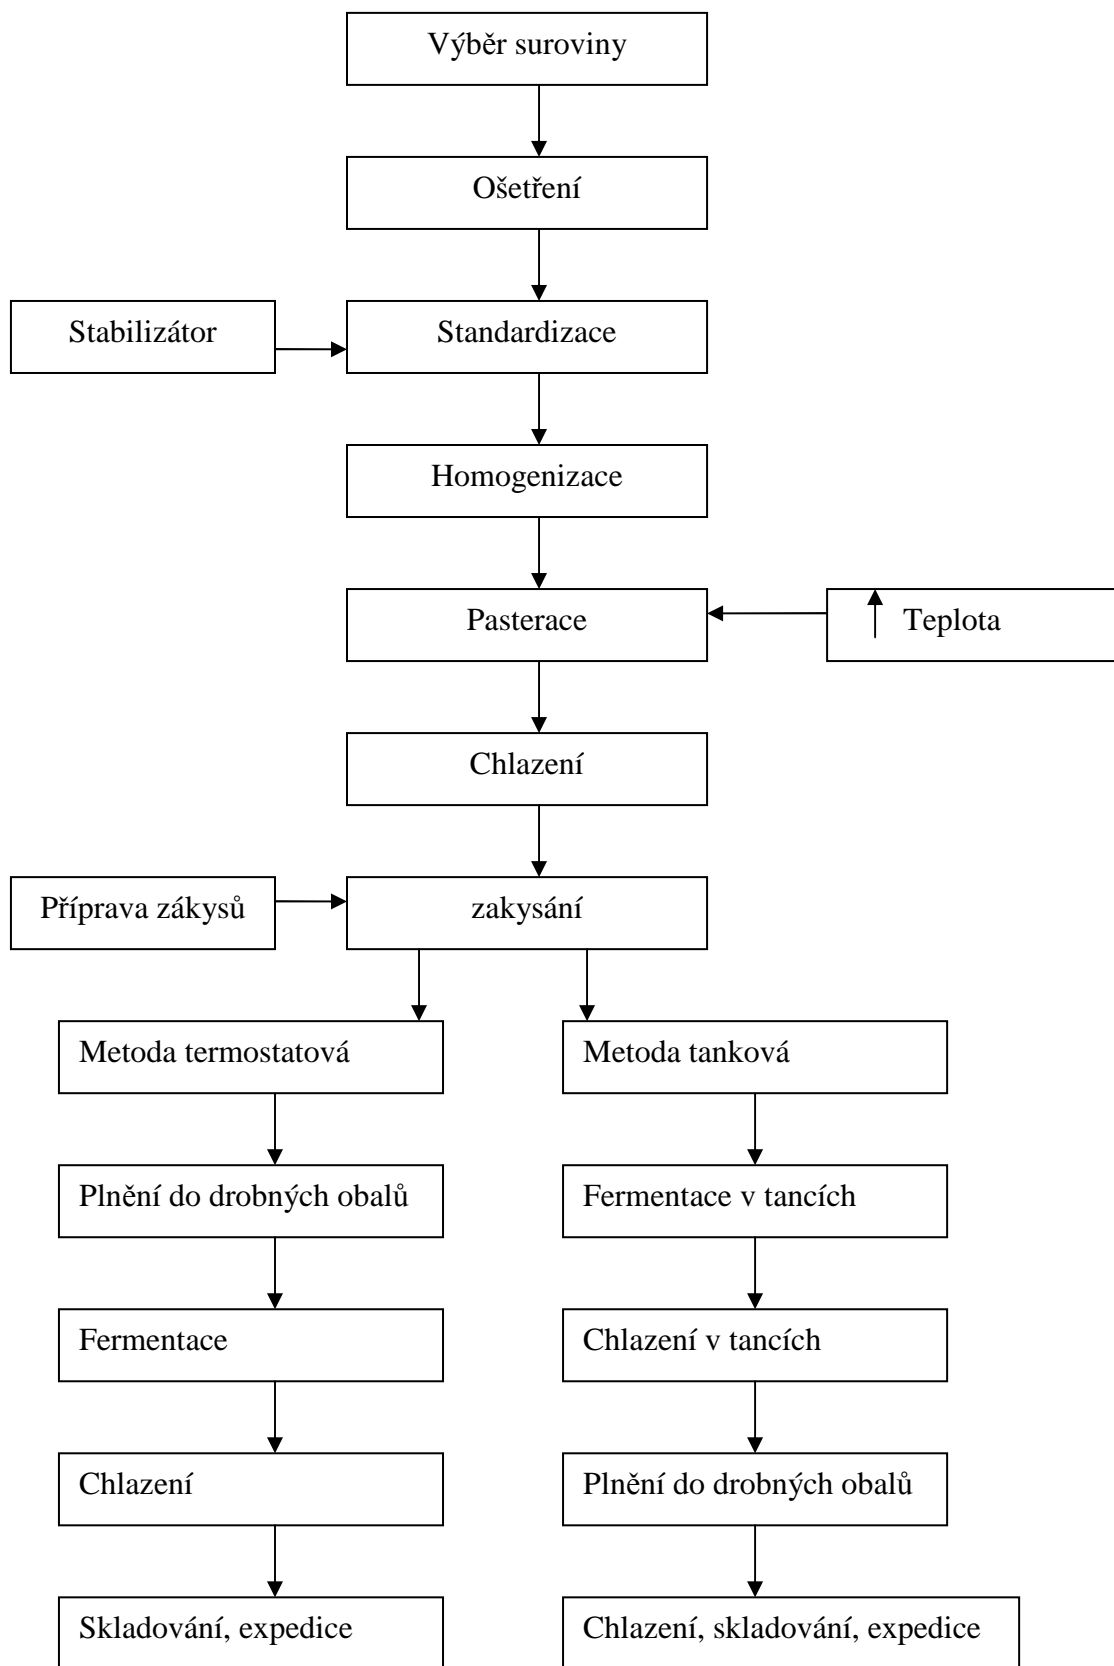 Výběr suroviny
Ošetření
Stabilizátor
Standardizace
Homogenizace
Pasterace
Teplota
Chlazení
Příprava zákysů
zakysání
Metoda termostatová
Metoda tanková
Plnění do drobných obalů
Fermentace v tancích
Fermentace
Chlazení v tancích
Chlazení
Plnění do drobných obalů
Skladování, expedice
Chlazení, skladování, expedice